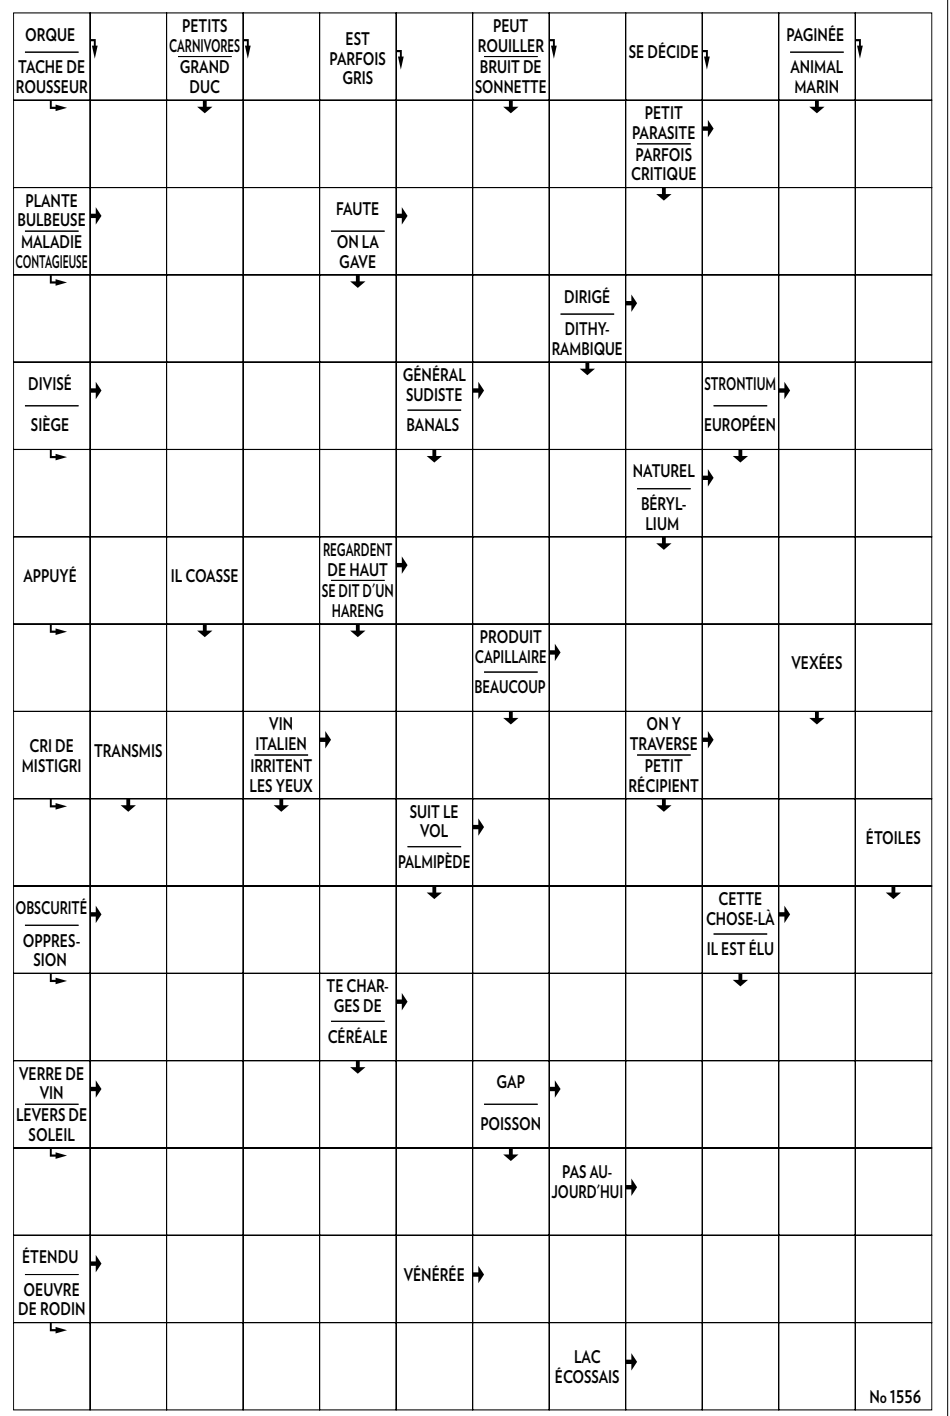 ORQUE
TACHE DE
ROUSSEUR
PETITS
CARNIVORES
GRAND
DUC
EST
PARFOIS
GRIS
PEUT
ROUILLER
BRUIT DE
SONNETTE
SE DÉCIDE
PAGINÉE
ANIMAL
MARIN
PETIT
PARASITE
PARFOIS
CRITIQUE
PLANTE
BULBEUSE
MALADIE
CONTAGIEUSE
FAUTE
ON LA
GAVE
DIRIGÉ
DITHY-
RAMBIQUE
DIVISÉ
SIÈGE
GÉNÉRAL
SUDISTE
BANALS
STRONTIUM
EUROPÉEN
NATUREL
BÉRYL-
LIUM
APPUYÉ
IL COASSE
REGARDENT
DE HAUT
SE DIT D'UN
HARENG
PRODUIT
CAPILLAIRE
BEAUCOUP
VEXÉES
CRI DE
MISTIGRI
TRANSMIS
VIN
ITALIEN
IRRITENT
LES YEUX
ON Y
TRAVERSE
PETIT
RÉCIPIENT
SUIT LE
VOL
PALMIPÈDE
ÉTOILES
OBSCURITÉ
OPPRES-
SION
CETTE
CHOSE-LÀ
IL EST ÉLU
TE CHAR-
GES DE
CÉRÉALE
VERRE DE
VIN
LEVERS DE
SOLEIL
GAP
POISSON
PAS AU-
JOURD'HUI
ÉTENDU
OEUVRE
DE RODIN
VÉNÉRÉE
LAC
ÉCOSSAIS
No 1556